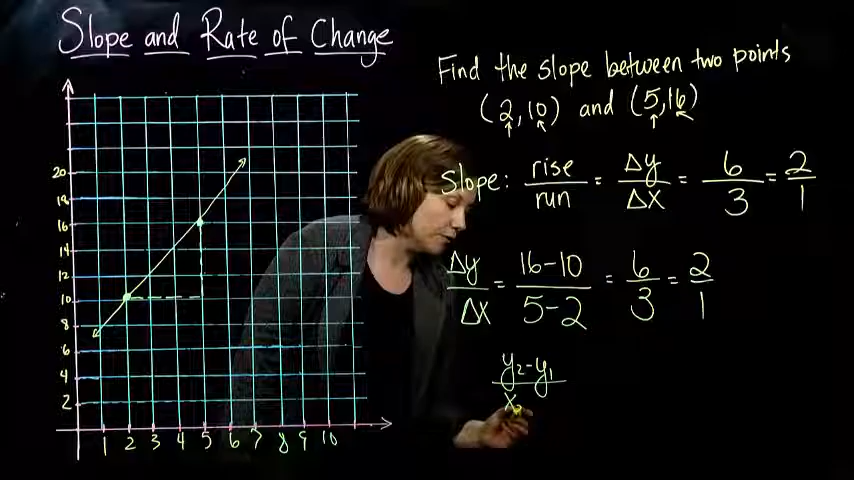 Slope and Rate of Change
Find the slope between two points
(2,10) and (5,16)
Slope: rise/run = Δy/Δx = 6/3 = 2/1
Δy/Δx = 16-10/5-2 = 6/3 = 2/1
y₂-y₁
x₂
20
18
16
14
12
10
8
6
4
2
1 2 3 4 5 6 7 8 9 10